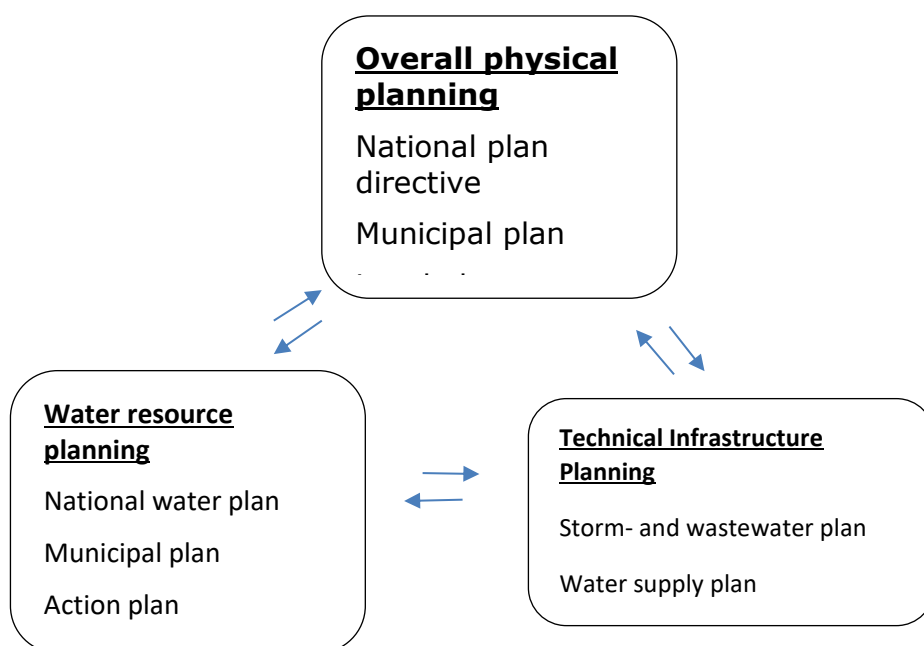 Overall physical
planning
National plan
directive
Municipal plan
Water resource
planning
National water plan
Municipal plan
Action plan
Technical Infrastructure
Planning
Storm- and wastewater plan
Water supply plan